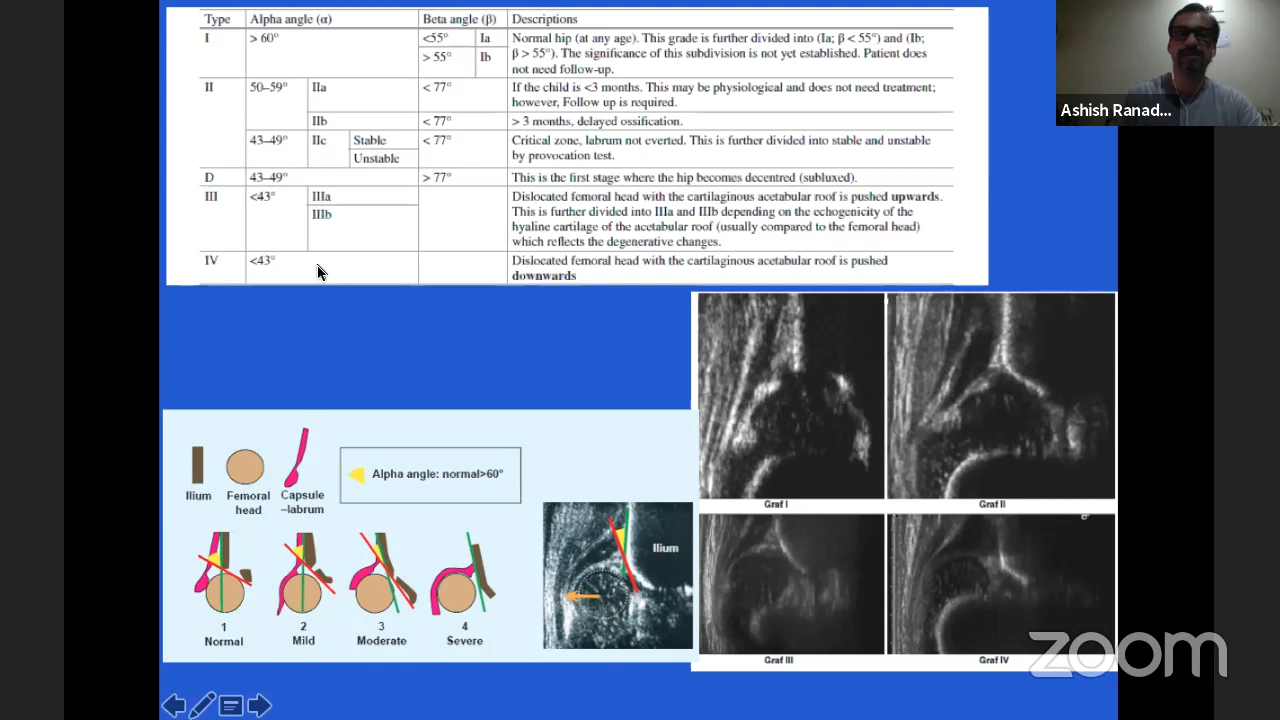 Type Alpha angle (α) Beta angle (β) Descriptions
I > 60° <55° Ia Normal hip (at any age). This grade is further divided into (Ia; β < 55°) and (Ib;
> 55° Ib β > 55°). The significance of this subdivision is not yet established. Patient does
not need follow-up.
II 50–59° IIa < 77° If the child is <3 months. This may be physiological and does not need treatment;
however, Follow up is required.
IIb < 77° > 3 months, delayed ossification.
43–49° IIc Stable < 77° Critical zone, labrum not everted. This is further divided into stable and unstable
Unstable by provocation test.
D 43–49° > 77° This is the first stage where the hip becomes decentred (subluxed).
III <43° IIIa Dislocated femoral head with the cartilaginous acetabular roof is pushed upwards.
IIIb This is further divided into IIIa and IIIb depending on the echogenicity of the
hyaline cartilage of the acetabular roof (usually compared to the femoral head)
which reflects the degenerative changes.
IV <43° Dislocated femoral head with the cartilaginous acetabular roof is pushed
downwards
Ashish Ranad...
Ilium
Femoral
head
Capsule
–labrum
Alpha angle: normal>60°
1
Normal
2
Mild
3
Moderate
4
Severe
Ilium
Graf I
Graf II
Graf III
Graf IV
zoom